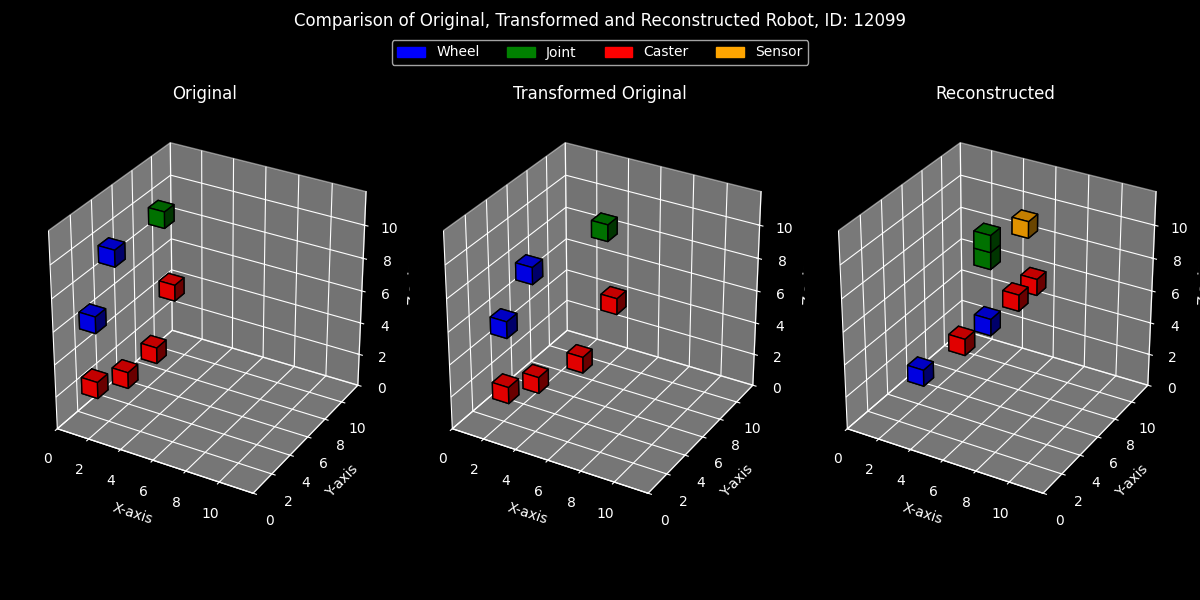 Comparison of Original, Transformed and Reconstructed Robot, ID: 12099
Wheel Joint Caster Sensor
Original
Transformed Original
Reconstructed
0 2 4 6 8 10
X-axis
0 2 4 6 8 10
Y-axis
0 2 4 6 8 10
0 2 4 6 8 10
X-axis
0 2 4 6 8 10
Y-axis
0 2 4 6 8 10
0 2 4 6 8 10
X-axis
0 2 4 6 8 10
Y-axis
0 2 4 6 8 10